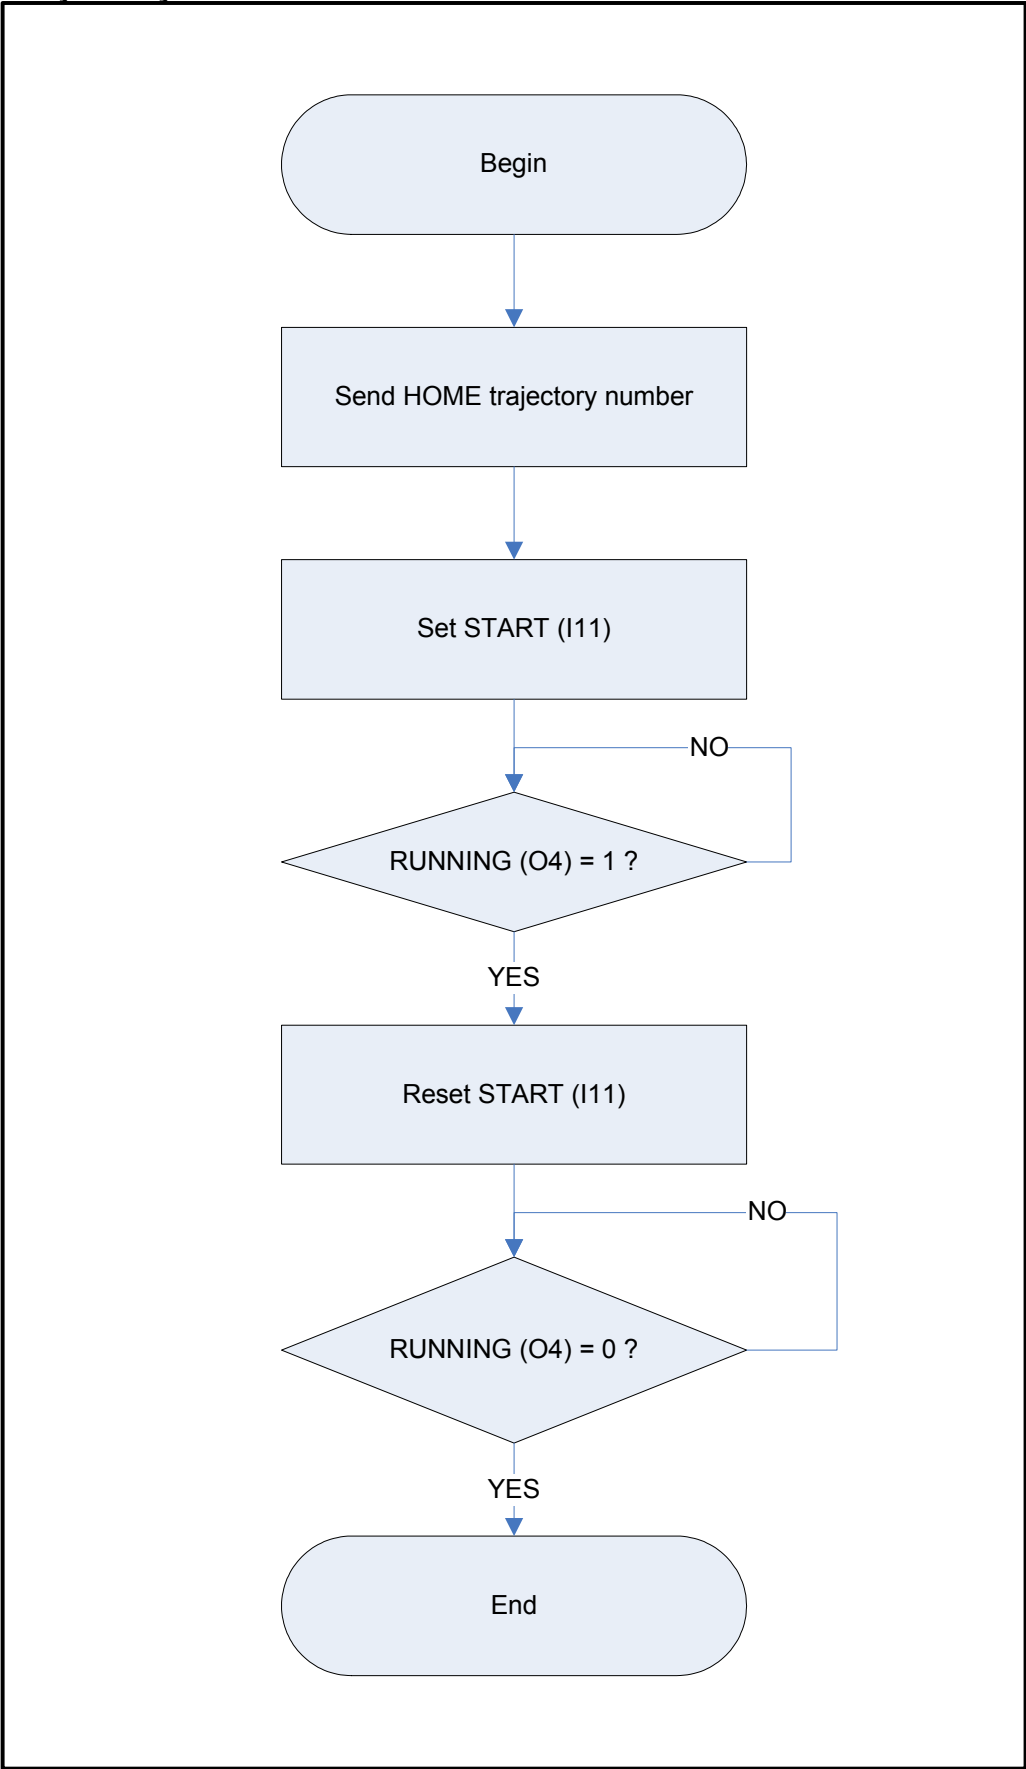 Begin
Send HOME trajectory number
Set START (I11)
NO
RUNNING (O4) = 1 ?
YES
Reset START (I11)
NO
RUNNING (O4) = 0 ?
YES
End